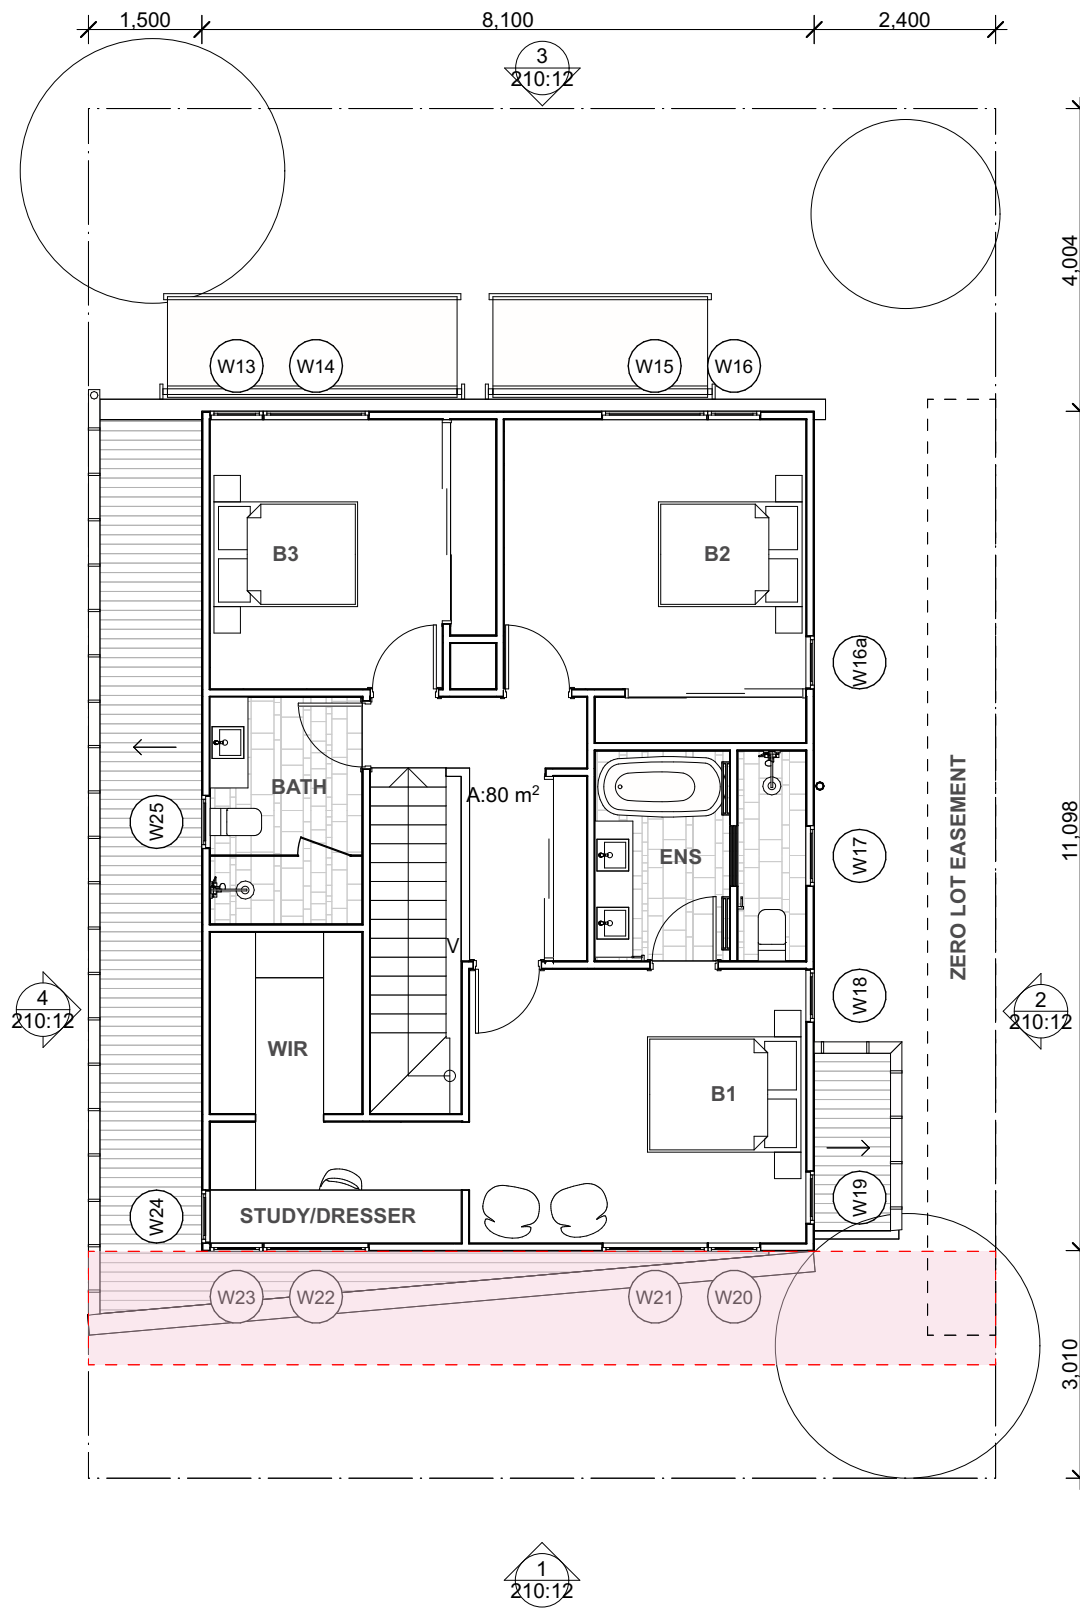 1,500
8,100
2,400
3
210:12
4,004
W13
W14
W15
W16
B3
B2
W16a
BATH
A:80 m²
W25
ENS
W17
11,098
ZERO LOT EASEMENT
V
4
210:12
W18
2
210:12
WIR
B1
W24
STUDY/DRESSER
W19
W23
W22
W21
W20
3,010
1
210:12